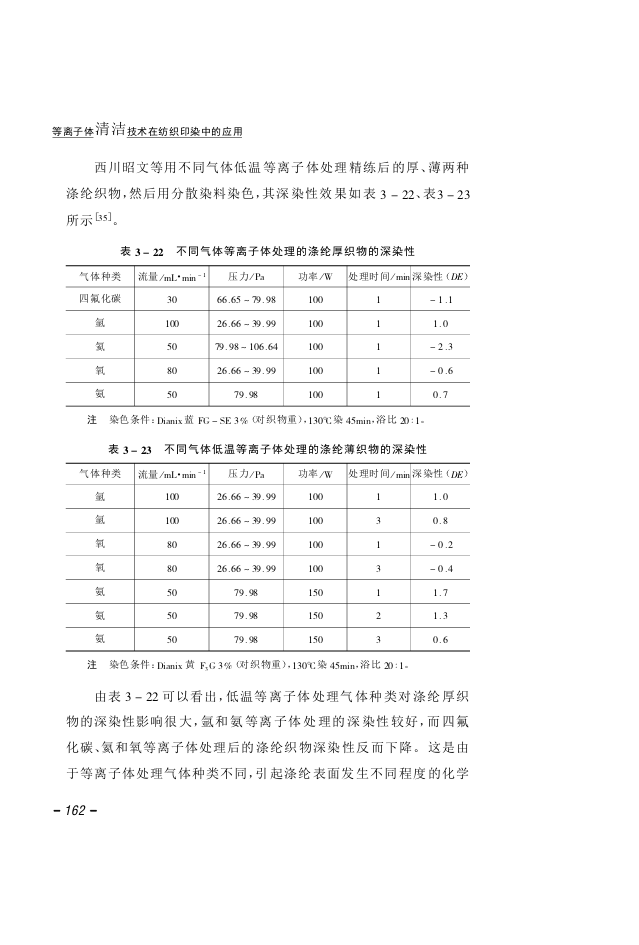 等离子体清洁技术在纺织印染中的应用
西川昭文等用不同气体低温等离子体处理精练后的厚、薄两种
涤纶织物,然后用分散染料染色,其深染性效果如表 3－22、表3－23
所示[35]。
表 3－22 不同气体等离子体处理的涤纶厚织物的深染性
气体种类 流量/mL•min－1 压力/Pa 功率/W 处理时间/min 深染性(DE)
四氟化碳 30 66.65～79.98 100 1 －1.1
氩 100 26.66～39.99 100 1 1.0
氦 50 79.98～106.64 100 1 －2.3
氧 80 26.66～39.99 100 1 －0.6
氨 50 79.98 100 1 0.7
注 染色条件:Dianix 蓝 FG－SE 3%(对织物重),130℃染 45min,浴比 20:1。
表 3－23 不同气体低温等离子体处理的涤纶薄织物的深染性
气体种类 流量/mL•min－1 压力/Pa 功率/W 处理时间/min 深染性(DE)
氩 100 26.66～39.99 100 1 1.0
氩 100 26.66～39.99 100 3 0.8
氧 80 26.66～39.99 100 1 －0.2
氧 80 26.66～39.99 100 3 －0.4
氨 50 79.98 150 1 1.7
氨 50 79.98 150 2 1.3
氨 50 79.98 150 3 0.6
注 染色条件:Dianix 黄 F3G 3%(对织物重),130℃染 45min,浴比 20:1。
由表 3－22 可以看出,低温等离子体处理气体种类对涤纶厚织
物的深染性影响很大,氩和氨等离子体处理的深染性较好,而四氟
化碳、氦和氧等离子体处理后的涤纶织物深染性反而下降。这是由
于等离子体处理气体种类不同,引起涤纶表面发生不同程度的化学
－162－